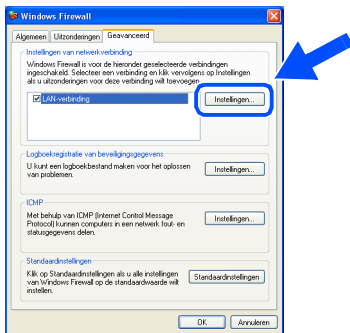 Windows Firewall
Algemeen Uitzonderingen Geavanceerd
Instellingen van netwerkverbinding
Windows Firewall is voor de hieronder geselecteerde verbindingen
ingeschakeld. Selecteer een verbinding en klik vervolgens op Instellingen
als u uitzonderingen voor deze verbinding wilt toevoegen
LAN-verbinding
Instellingen...
Logboekregistratie van beveiligingsgegevens
U kunt een logboekbestand maken voor het oplossen
van problemen.
Instellingen...
ICMP
Met behulp van ICMP (Internet Control Message
Protocol) kunnen computers in een netwerk fout- en
statusgegevens delen.
Instellingen...
Standaardinstellingen
Klik op Standaardinstellingen als u alle instellingen
van Windows Firewall op de standaardwaarde wilt
instellen.
Standaardinstellingen
OK Annuleren